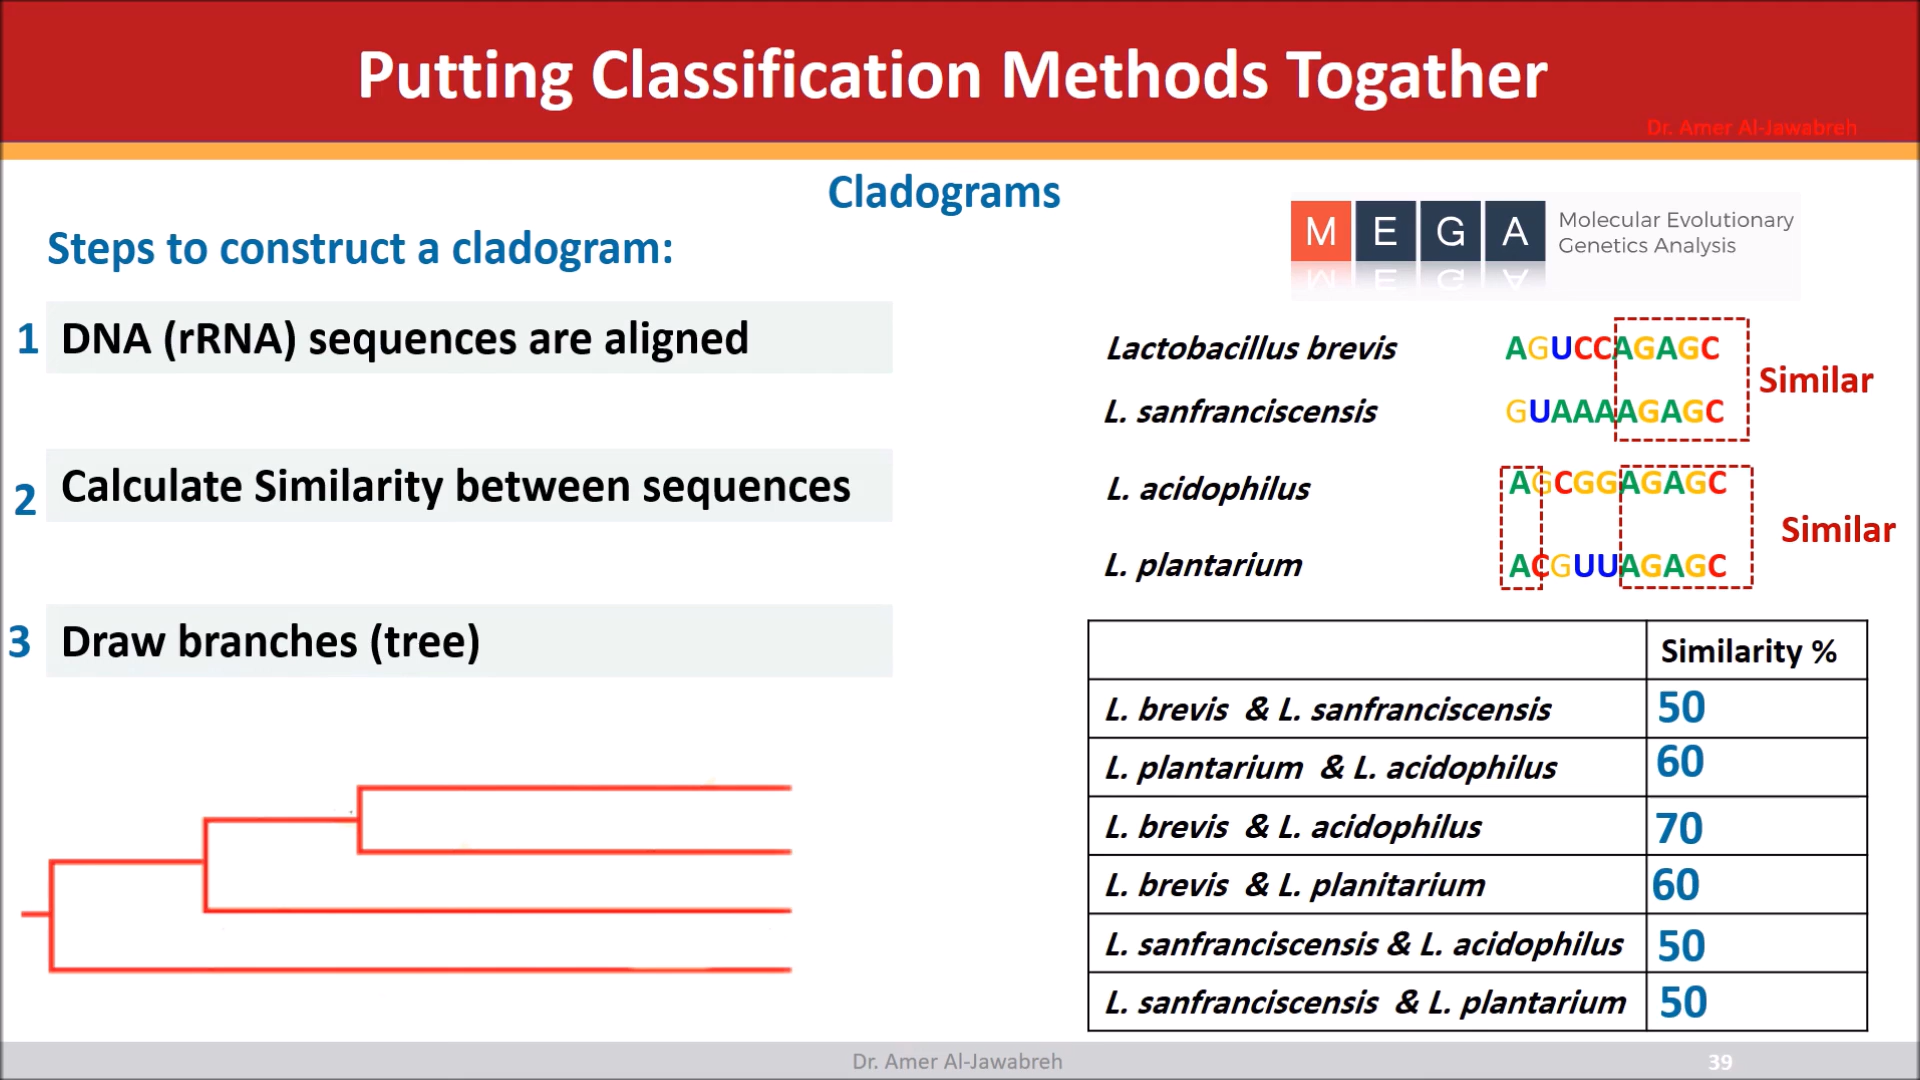 Putting Classification Methods Togather
Dr. Amer Al-Jawabreh
Cladograms
Steps to construct a cladogram:
1 DNA (rRNA) sequences are aligned
2 Calculate Similarity between sequences
3 Draw branches (tree)
M E G A Molecular Evolutionary
Genetics Analysis
Lactobacillus brevis AGUCCAGAGC
L. sanfranciscensis GUAAAAGAGC
Similar
L. acidophilus AGCGGAGAGC
L. plantarium ACGUUAGAGC
Similar
Similarity %
L. brevis & L. sanfranciscensis 50
L. plantarium & L. acidophilus 60
L. brevis & L. acidophilus 70
L. brevis & L. planitarium 60
L. sanfranciscensis & L. acidophilus 50
L. sanfranciscensis & L. plantarium 50
Dr. Amer Al-Jawabreh
39